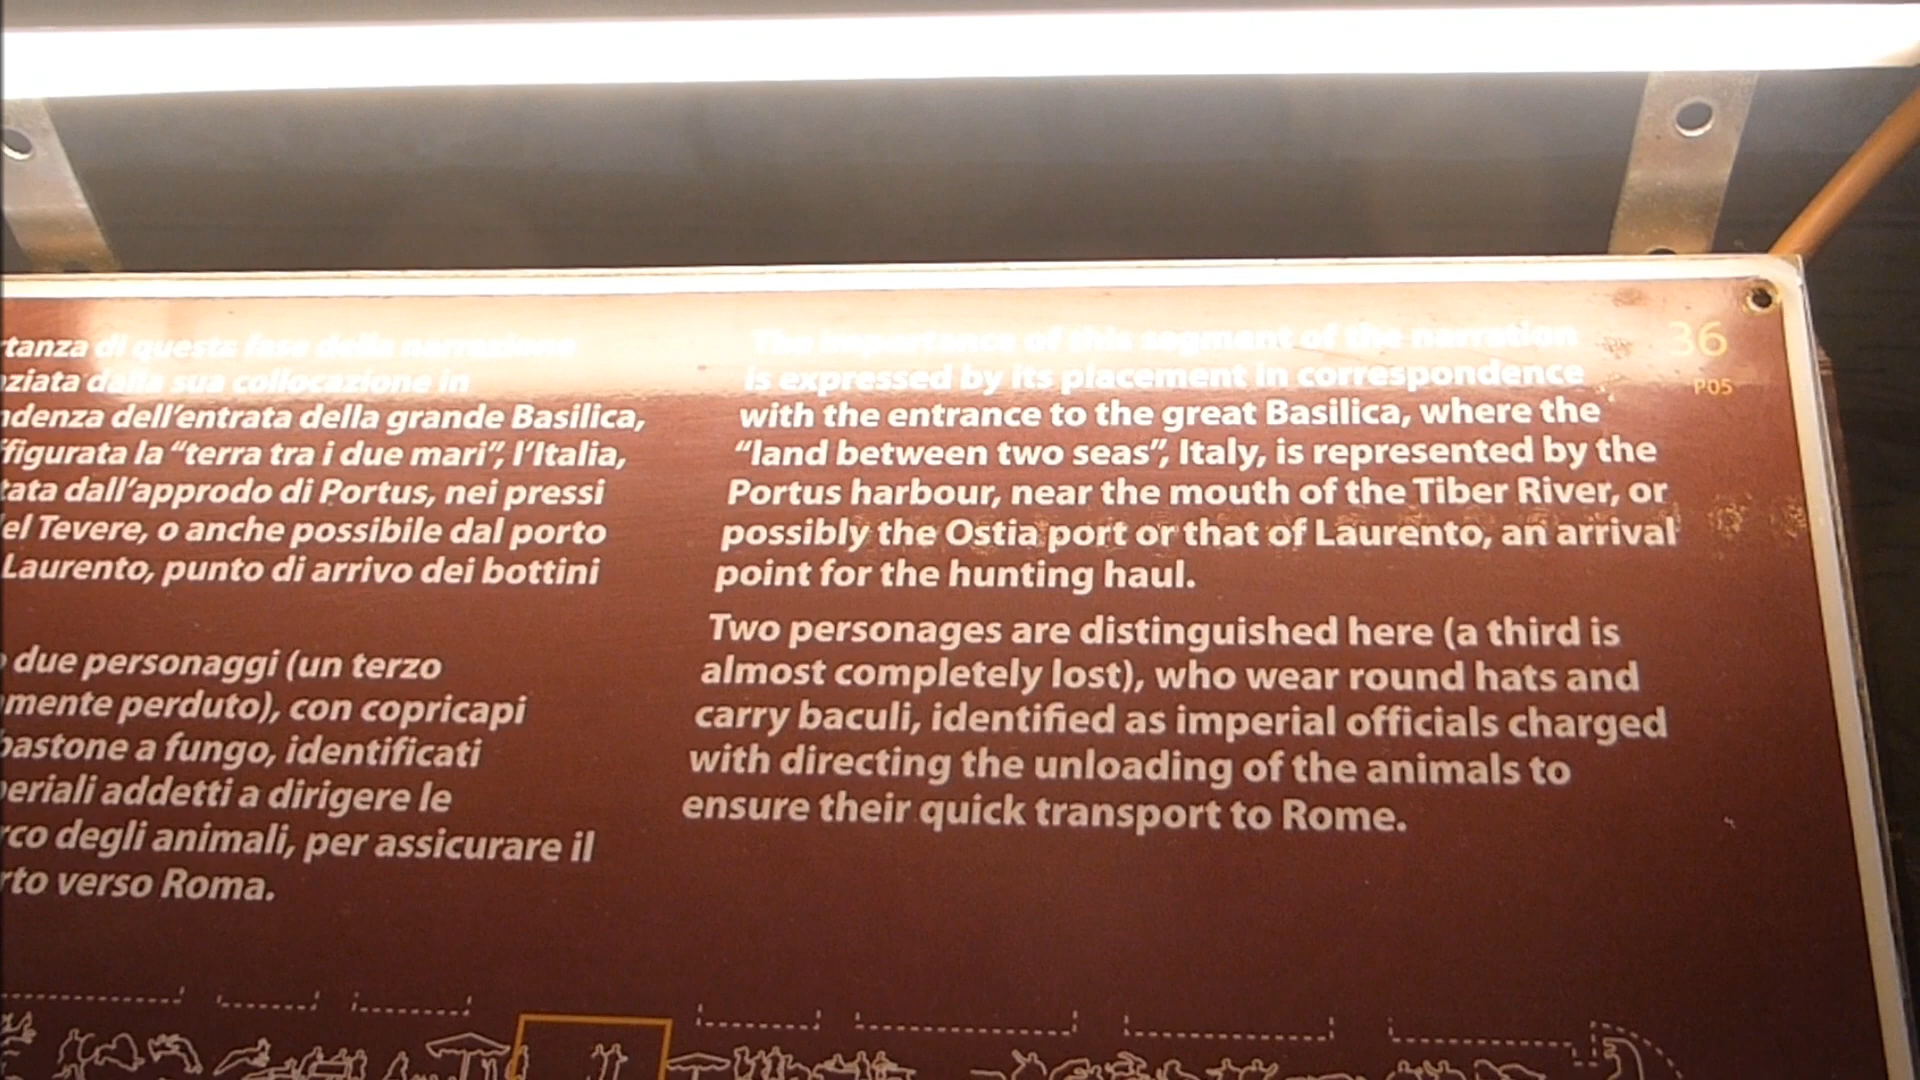 tanza di questa fase della narrazione
ziata dalla sua collocazione in
denza dell'entrata della grande Basilica,
figurata la “terra tra i due mari”, l'Italia,
tata dall'approdo di Portus, nei pressi
el Tevere, o anche possibile dal porto
Laurento, punto di arrivo dei bottini
due personaggi (un terzo
mente perduto), con copricapi
bastone a fungo, identificati
periali addetti a dirigere le
rco degli animali, per assicurare il
rto verso Roma.
The importance of this segment of the narration
is expressed by its placement in correspondence
with the entrance to the great Basilica, where the
“land between two seas”, Italy, is represented by the
Portus harbour, near the mouth of the Tiber River, or
possibly the Ostia port or that of Laurento, an arrival
point for the hunting haul.
Two personages are distinguished here (a third is
almost completely lost), who wear round hats and
carry baculi, identified as imperial officials charged
with directing the unloading of the animals to
ensure their quick transport to Rome.
36
P05